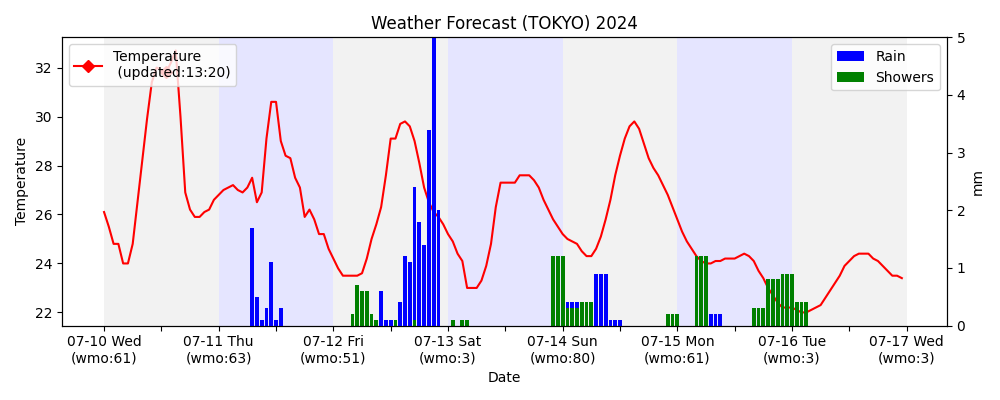 Weather Forecast (TOKYO) 2024
Temperature
(updated:13:20)
Rain
Showers
Temperature
32
30
28
26
24
22
5
4
3
2
1
0
mm
07-10 Wed 07-11 Thu 07-12 Fri 07-13 Sat 07-14 Sun 07-15 Mon 07-16 Tue 07-17 Wed
(wmo:61) (wmo:63) (wmo:51) (wmo:3) (wmo:80) (wmo:61) (wmo:3) (wmo:3)
Date